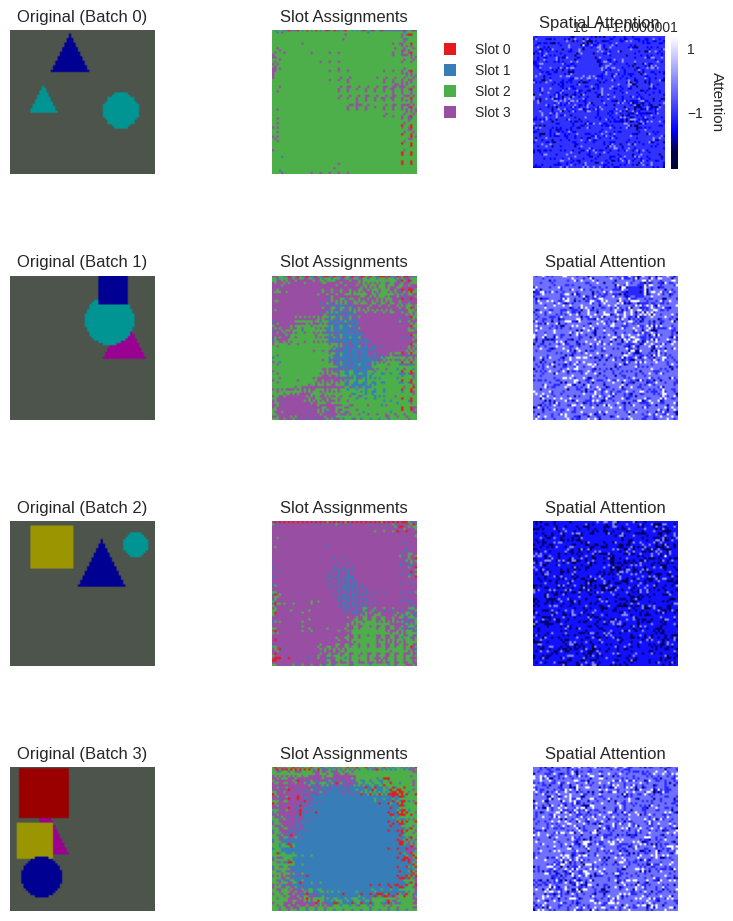 Original (Batch 0)
Slot Assignments
Slot 0
Slot 1
Slot 2
Slot 3
Spatial Attention
1e−7+1.0000001
1
−1
Attention
Original (Batch 1)
Slot Assignments
Spatial Attention
Original (Batch 2)
Slot Assignments
Spatial Attention
Original (Batch 3)
Slot Assignments
Spatial Attention